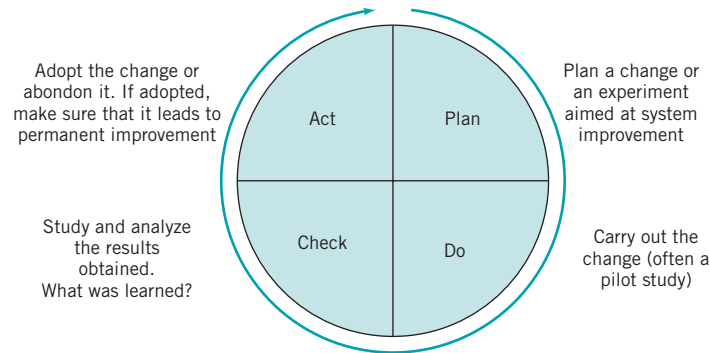 Adopt the change or
abondon it. If adopted,
make sure that it leads to
permanent improvement
Act
Plan
Plan a change or
an experiment
aimed at system
improvement
Study and analyze
the results
obtained.
What was learned?
Check
Do
Carry out the
change (often a
pilot study)